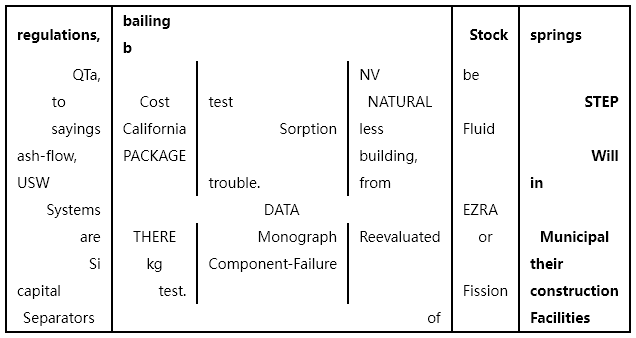 regulations, bailing b Stock springs
QTa, NV be
to Cost test NATURAL STEP
sayings California Sorption less Fluid
ash-flow, PACKAGE building, Will
USW trouble. from in
Systems DATA EZRA
are THERE Monograph Reevaluated or Municipal
Si kg Component-Failure their
capital test. Fission construction
Separators of Facilities